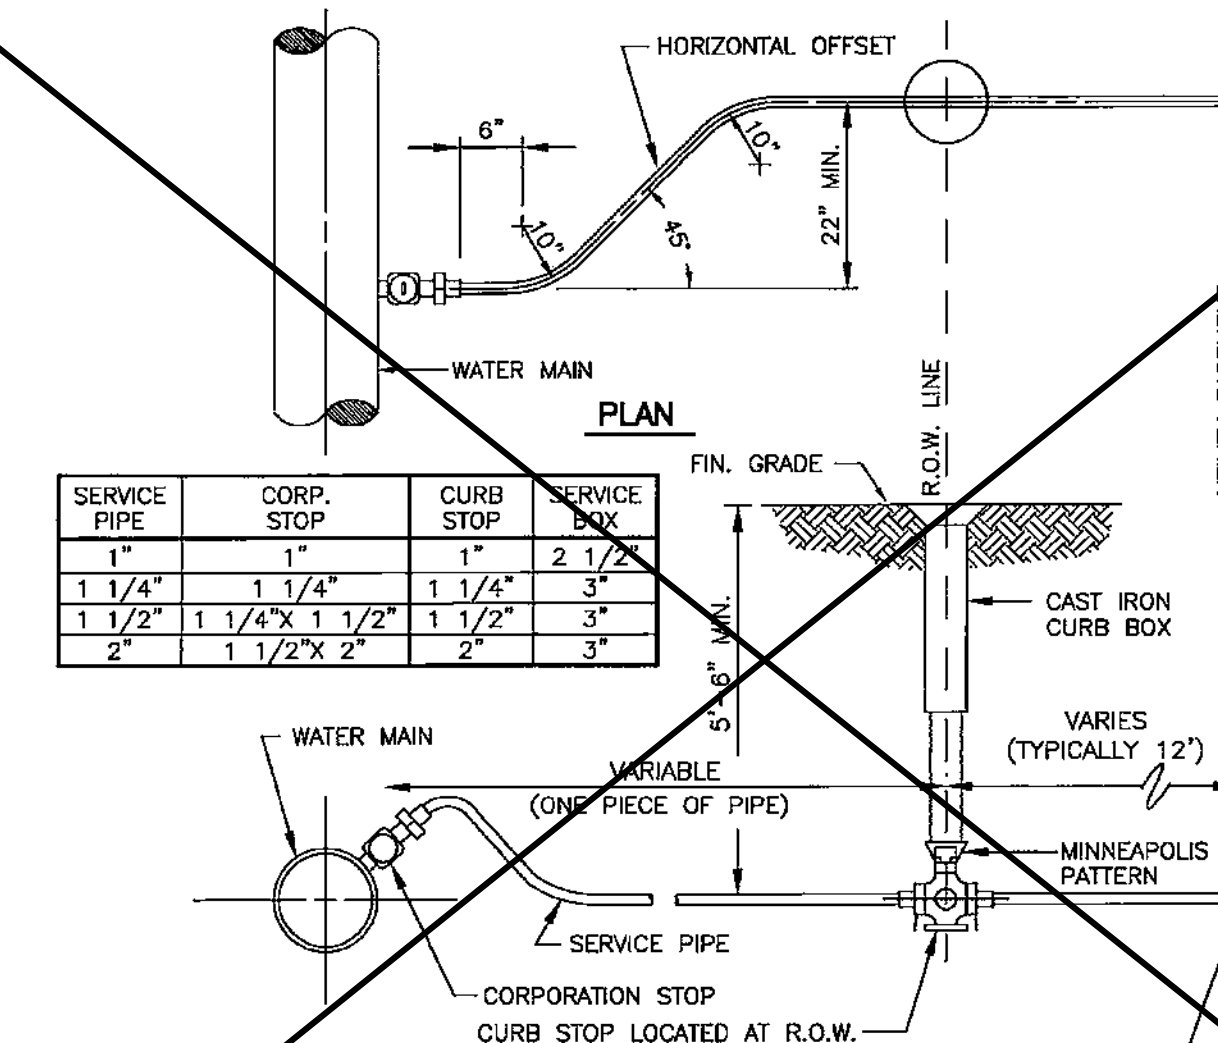 HORIZONTAL OFFSET
6"
10"
10"
45°
22" MIN.
WATER MAIN
PLAN
R.O.W. LINE
FIN. GRADE
SERVICE PIPE CORP. STOP CURB STOP SERVICE BOX
1" 1" 1" 2 1/2"
1 1/4" 1 1/4" 1 1/4" 3"
1 1/2" 1 1/4"X 1 1/2" 1 1/2" 3"
2" 1 1/2"X 2" 2" 3"
5'-6" MIN.
CAST IRON
CURB BOX
VARIES
(TYPICALLY 12')
WATER MAIN
VARIABLE
(ONE PIECE OF PIPE)
MINNEAPOLIS
PATTERN
SERVICE PIPE
CORPORATION STOP
CURB STOP LOCATED AT R.O.W.